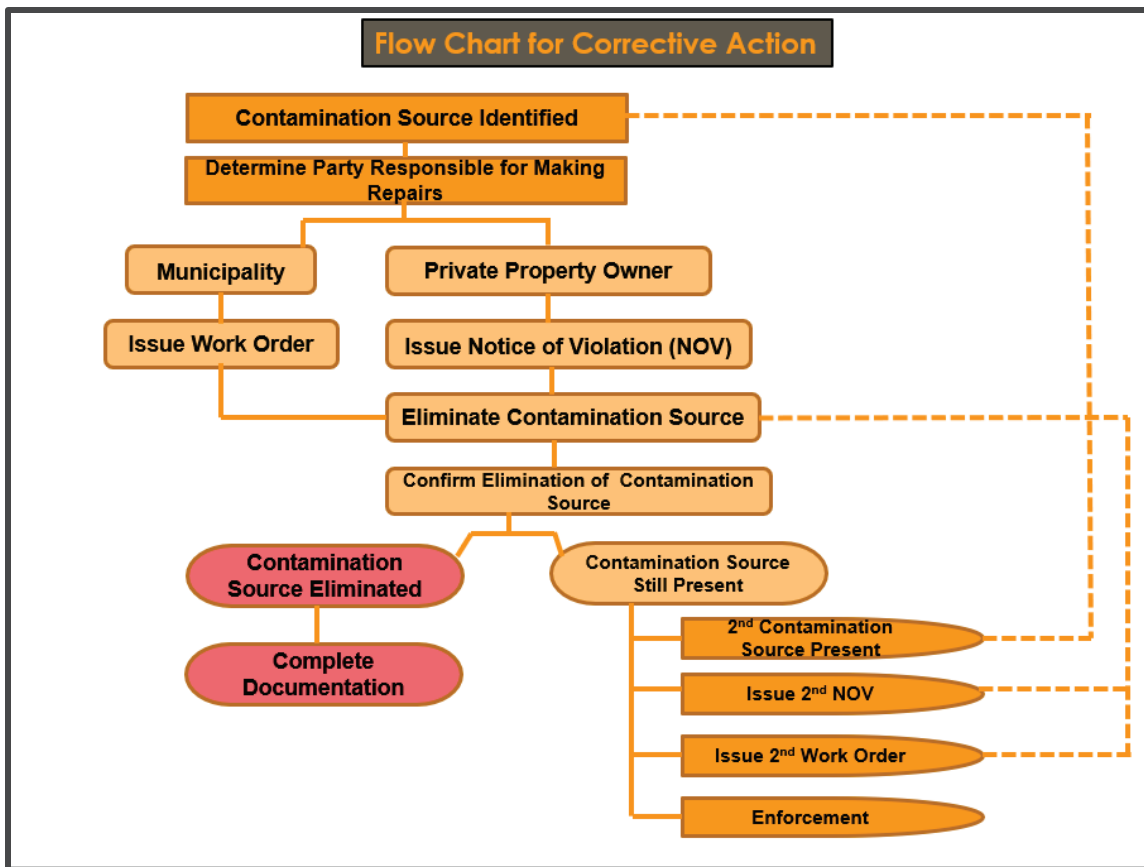 Flow Chart for Corrective Action
Contamination Source Identified
Determine Party Responsible for Making
Repairs
Municipality
Private Property Owner
Issue Work Order
Issue Notice of Violation (NOV)
Eliminate Contamination Source
Confirm Elimination of Contamination
Source
Contamination
Source Eliminated
Contamination Source
Still Present
2nd Contamination
Source Present
Complete
Documentation
Issue 2nd NOV
Issue 2nd Work Order
Enforcement